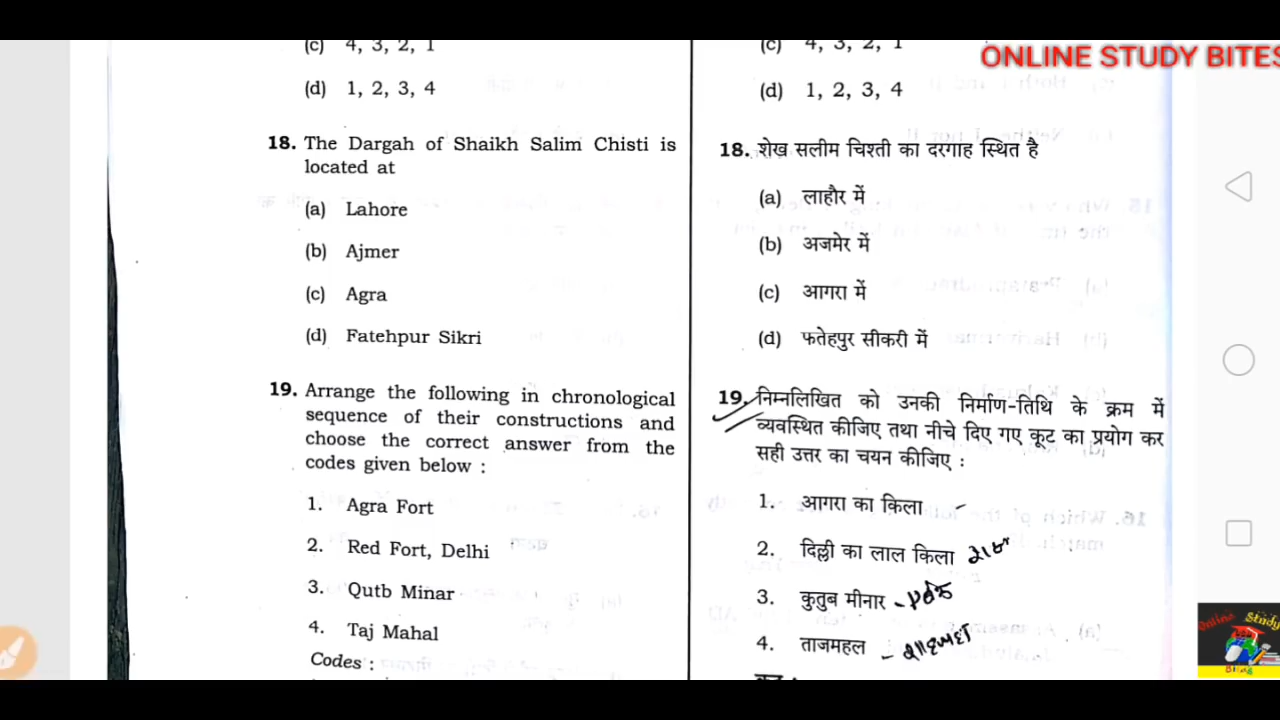 (c) 4, 3, 2, 1
(d) 1, 2, 3, 4
18. The Dargah of Shaikh Salim Chisti is
located at
(a) Lahore
(b) Ajmer
(c) Agra
(d) Fatehpur Sikri
19. Arrange the following in chronological
sequence of their constructions and
choose the correct answer from the
codes given below :
1. Agra Fort
2. Red Fort, Delhi
3. Qutb Minar
4. Taj Mahal
Codes :
(c) 4, 3, 2, 1
(d) 1, 2, 3, 4
18. शेख सलीम चिश्ती का दरगाह स्थित है
(a) लाहौर में
(b) अजमेर में
(c) आगरा में
(d) फतेहपुर सीकरी में
19. निम्नलिखित को उनकी निर्माण-तिथि के क्रम में
व्यवस्थित कीजिए तथा नीचे दिए गए कूट का प्रयोग कर
सही उत्तर का चयन कीजिए :
1. आगरा का किला
2. दिल्ली का लाल किला
3. कुतुब मीनार
4. ताजमहल - शाहजहाँ
ONLINE STUDY BITES
Online Study
Bites